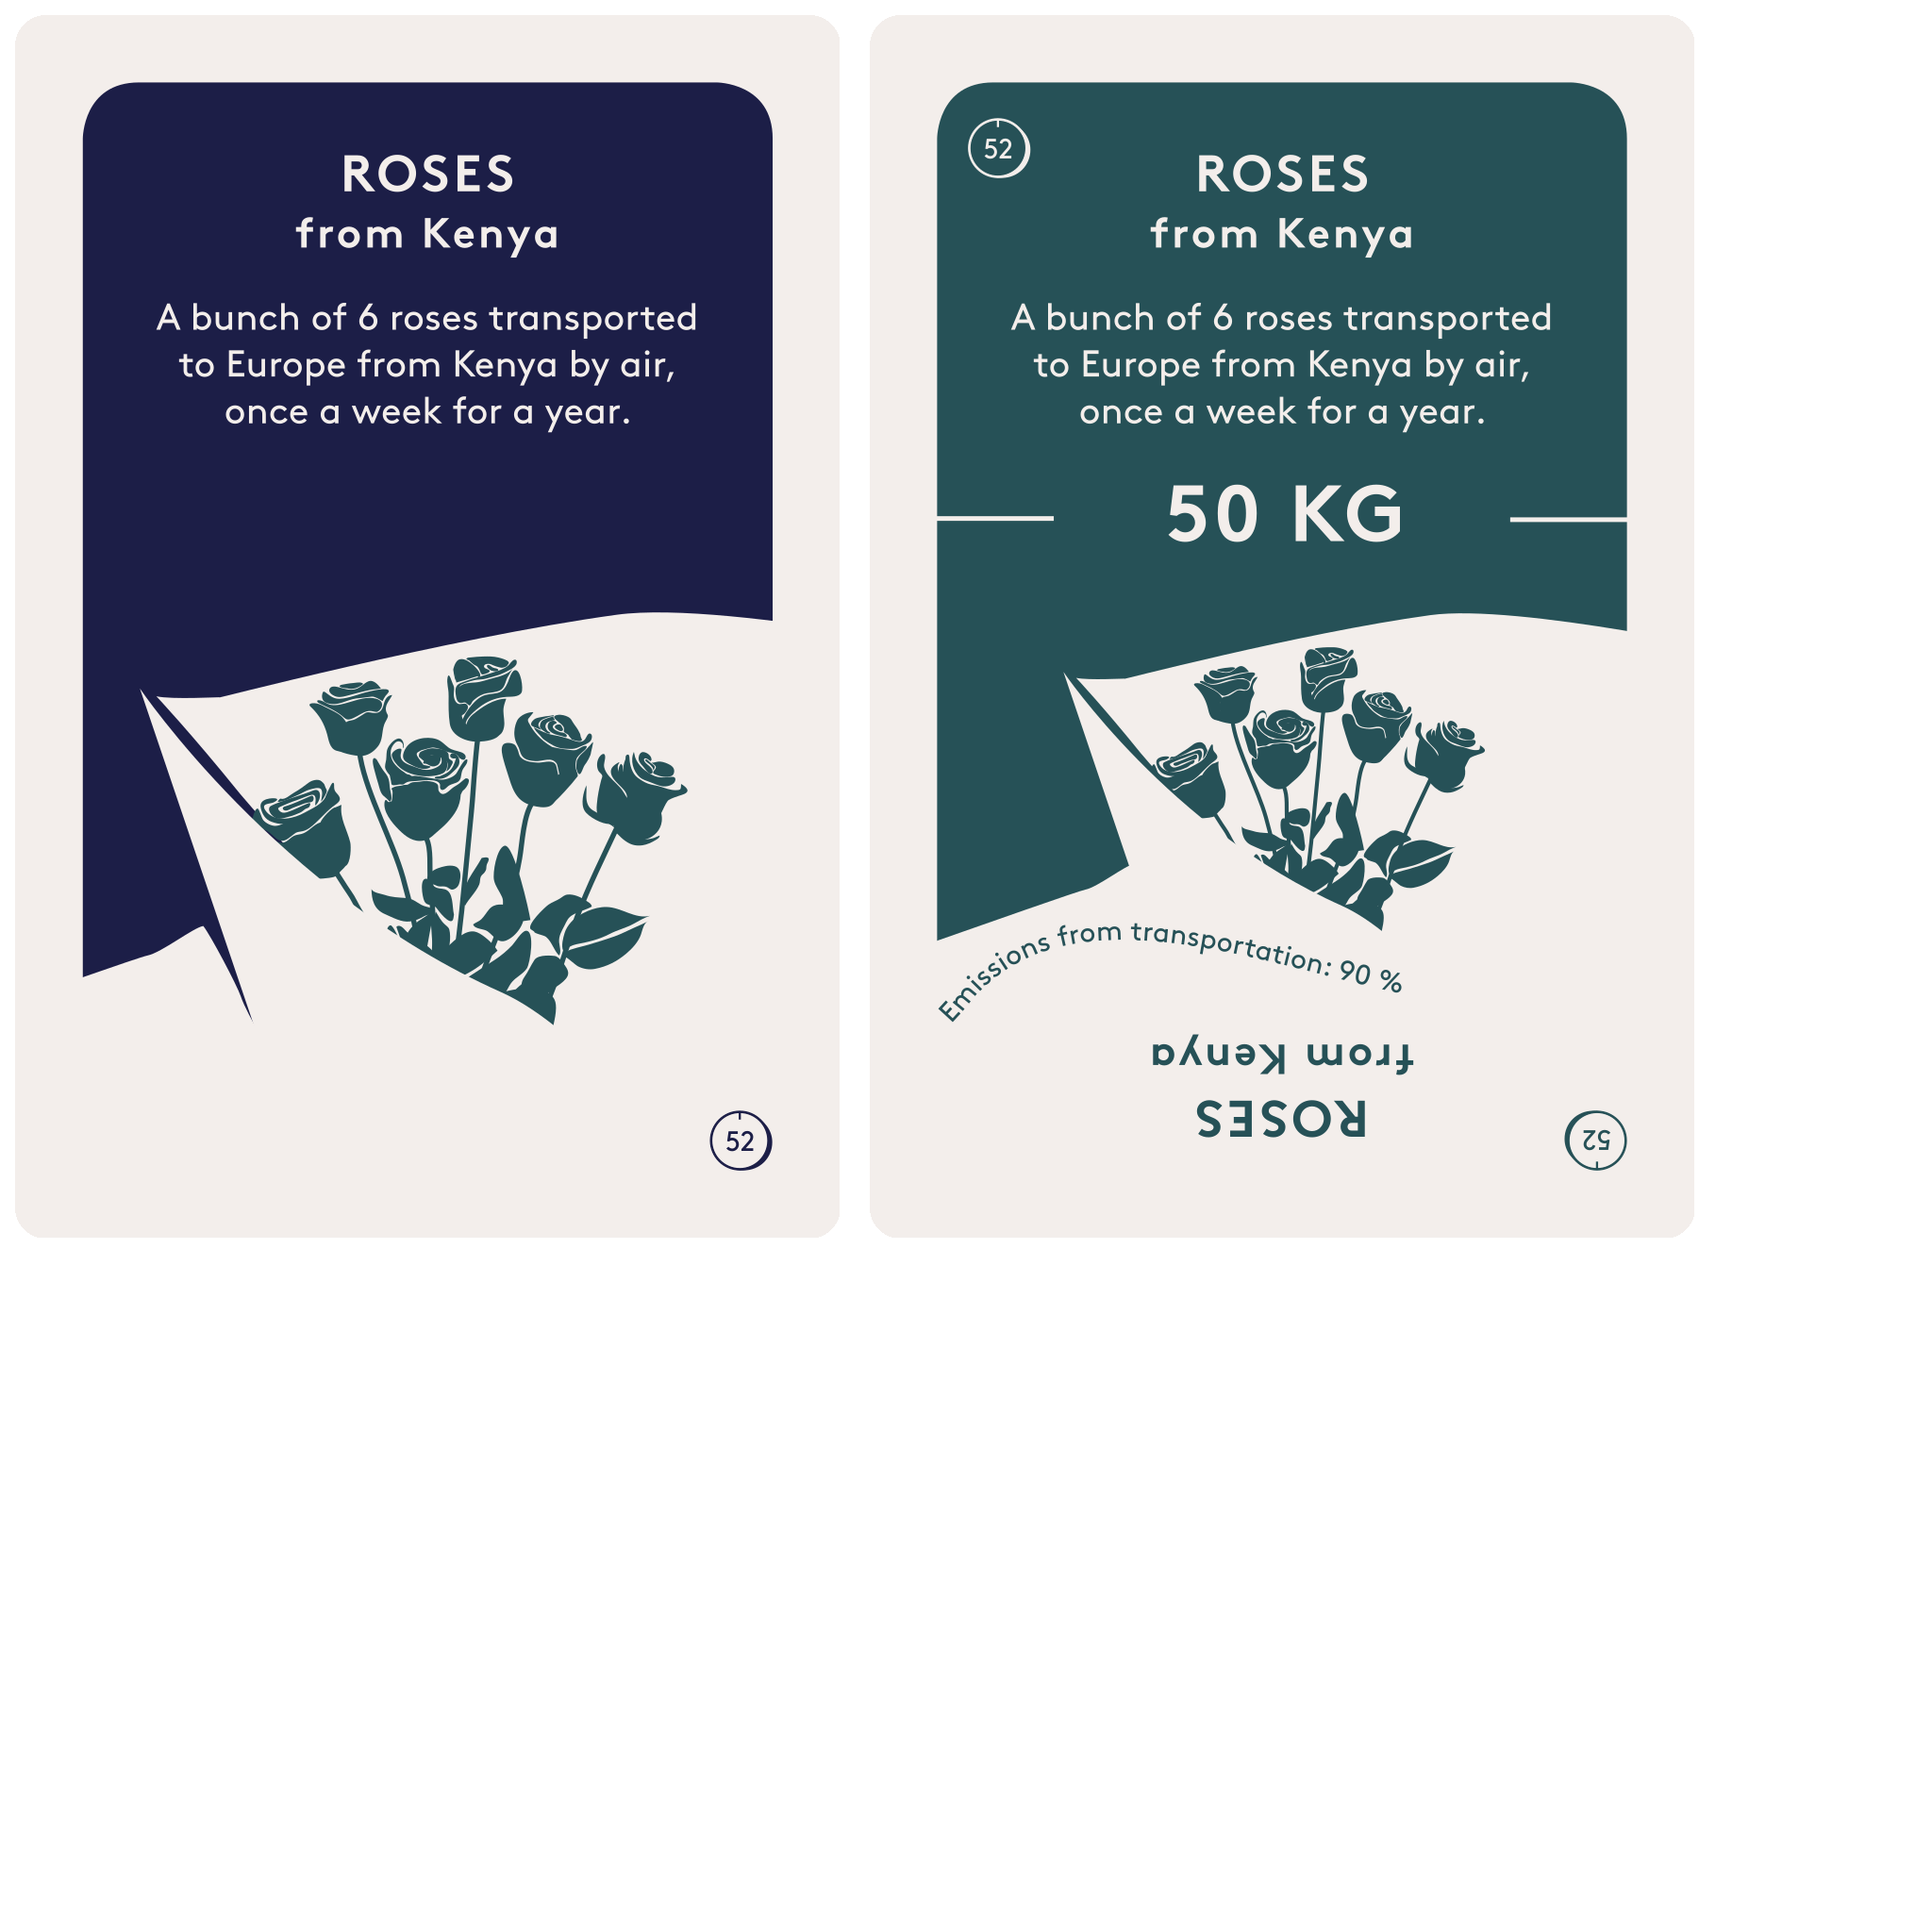 ROSES
from Kenya
A bunch of 6 roses transported
to Europe from Kenya by air,
once a week for a year.
52
52
ROSES
from Kenya
A bunch of 6 roses transported
to Europe from Kenya by air,
once a week for a year.
50 KG
Emissions from transportation: 90 %
ROSES
from Kenya
52